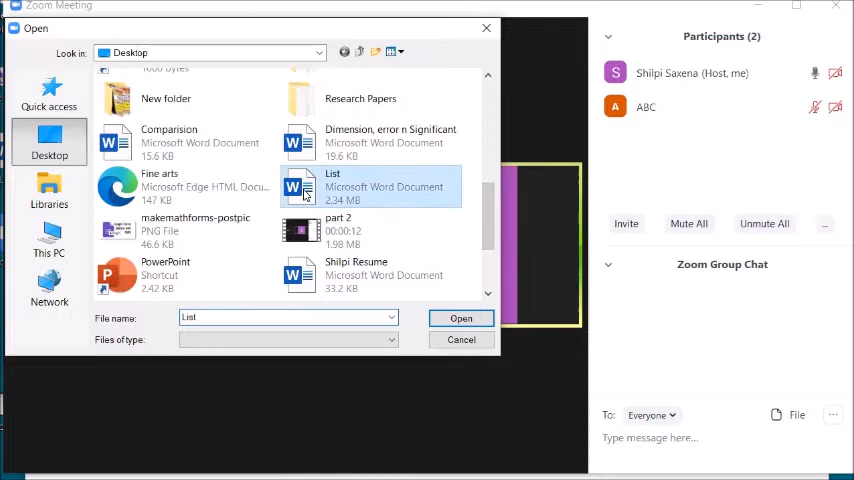 Zoom Meeting
Open
Look in:
Desktop
1000 Bytes
Quick access
Desktop
Libraries
This PC
Network
New folder
Research Papers
Comparision
Microsoft Word Document
15.6 KB
Dimension, error n Significant
Microsoft Word Document
19.6 KB
Fine arts
Microsoft Edge HTML Docu...
147 KB
List
Microsoft Word Document
2.34 MB
makemathforms-postpic
PNG File
46.6 KB
part 2
00:00:12
1.98 MB
PowerPoint
Shortcut
2.42 KB
Shilpi Resume
Microsoft Word Document
33.2 KB
File name:
List
Open
Files of type:
Cancel
Participants (2)
S
Shilpi Saxena (Host, me)
A
ABC
Invite
Mute All
Unmute All
...
Zoom Group Chat
To:
Everyone
File
...
Type message here...